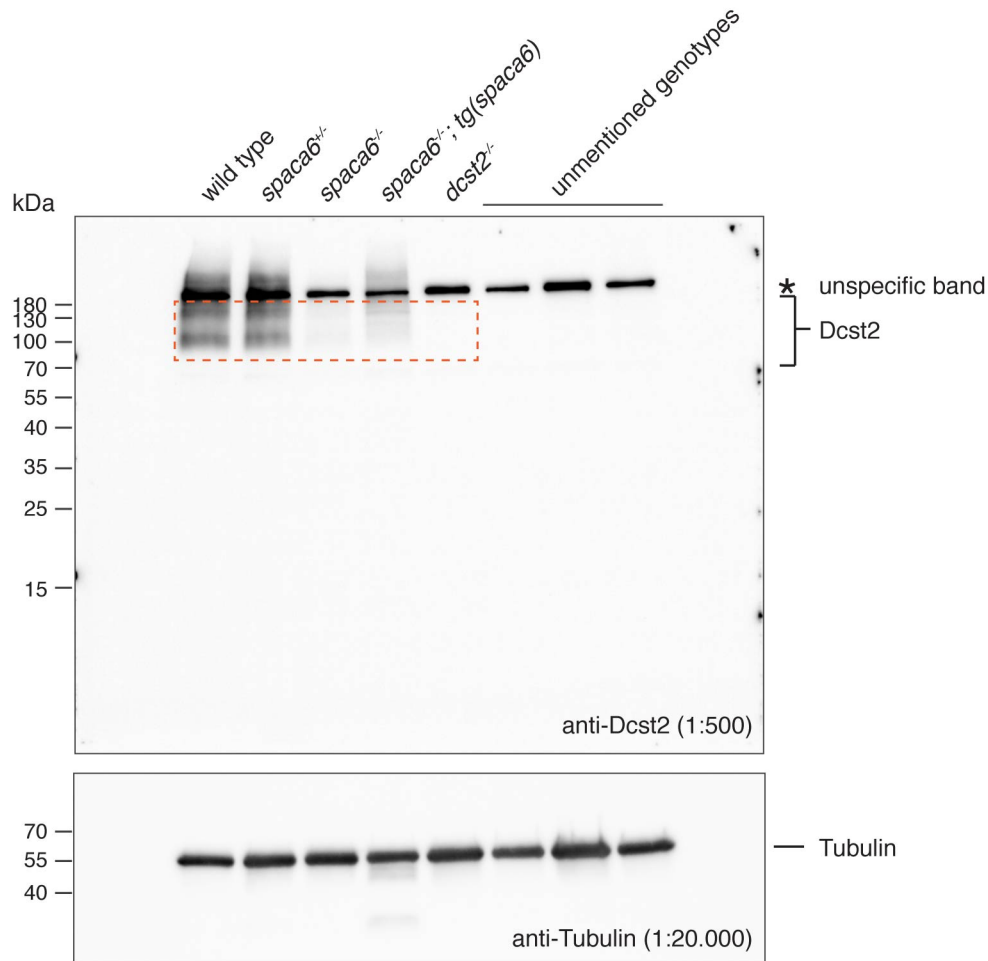 wild type
spaca6+/-
spaca6-/-
spaca6-/-; tg(spaca6)
dcst2-/-
unmentioned genotypes
kDa
180
130
100
70
55
40
35
25
15
* unspecific band
Dcst2
anti-Dcst2 (1:500)
70
55
40
Tubulin
anti-Tubulin (1:20.000)